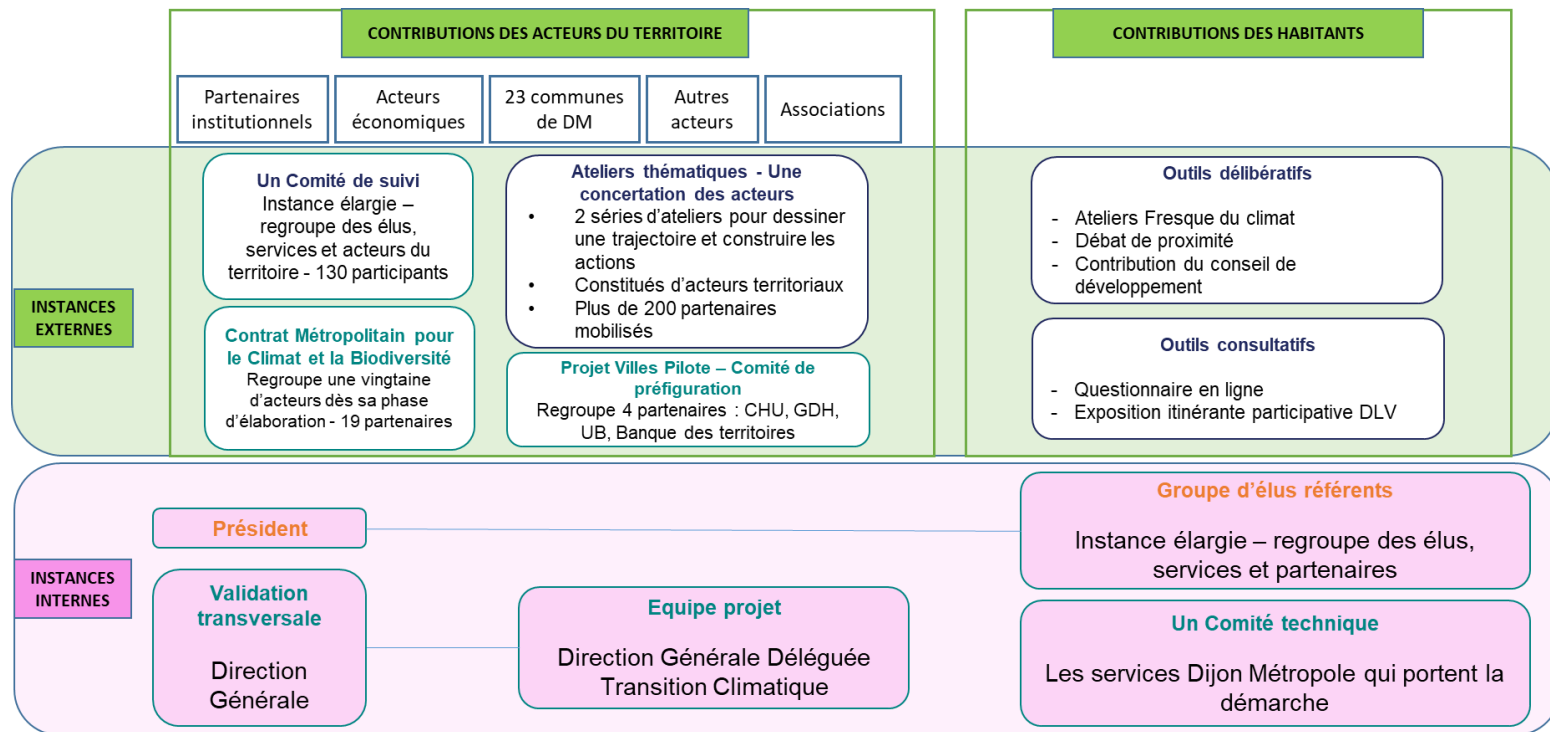 CONTRIBUTIONS DES ACTEURS DU TERRITOIRE
CONTRIBUTIONS DES HABITANTS
Partenaires
institutionnels
Acteurs
économiques
23 communes
de DM
Autres
acteurs
Associations
INSTANCES
EXTERNES
Un Comité de suivi
Instance élargie –
regroupe des élus,
services et acteurs du
territoire - 130 participants
Contrat Métropolitain pour
le Climat et la Biodiversité
Regroupe une vingtaine
d'acteurs dès sa phase
d'élaboration - 19 partenaires
Ateliers thématiques - Une
concertation des acteurs
• 2 séries d'ateliers pour dessiner
une trajectoire et construire les
actions
• Constitués d'acteurs territoriaux
• Plus de 200 partenaires
mobilisés
Projet Villes Pilote – Comité de
préfiguration
Regroupe 4 partenaires : CHU, GDH,
UB, Banque des territoires
Outils délibératifs
- Ateliers Fresque du climat
- Débat de proximité
- Contribution du conseil de
développement
Outils consultatifs
- Questionnaire en ligne
- Exposition itinérante participative DLV
INSTANCES
INTERNES
Président
Groupe d'élus référents
Instance élargie – regroupe des élus,
services et partenaires
Validation
transversale
Direction
Générale
Equipe projet
Direction Générale Déléguée
Transition Climatique
Un Comité technique
Les services Dijon Métropole qui portent la
démarche